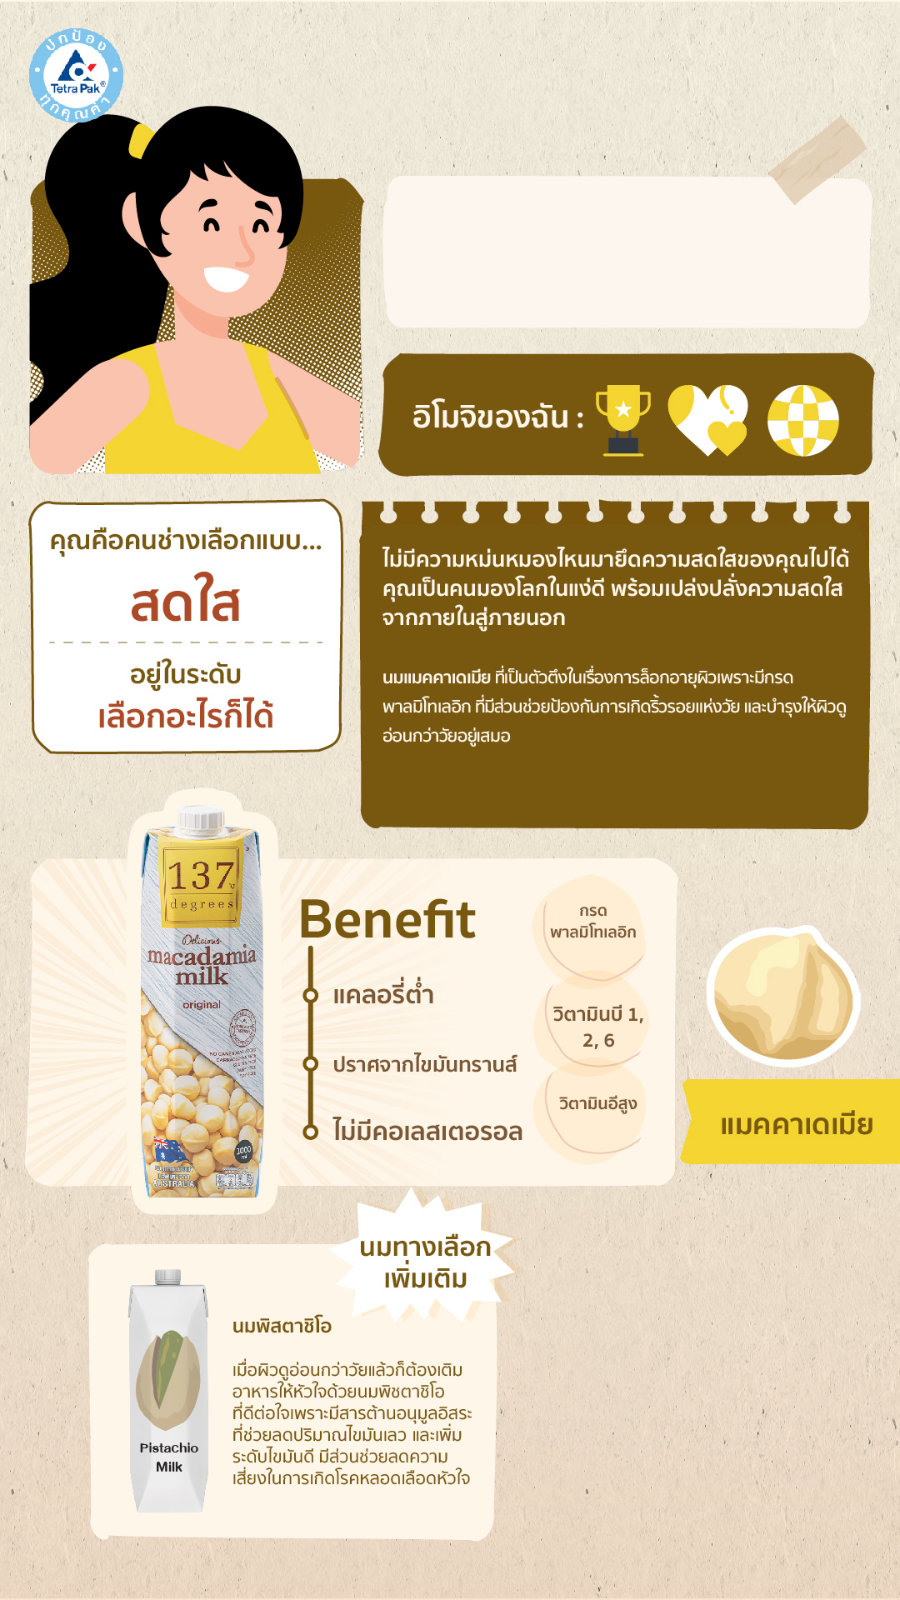 ปกป้อง
Tetra Pak®
ทุกคุณค่า
อิโมจิของฉัน :
คุณคือคนช่างเลือกแบบ...
สดใส
อยู่ในระดับ
เลือกอะไรก็ได้
ไม่มีความหม่นหมองไหนมายึดความสดใสของคุณไปได้
คุณเป็นคนมองโลกในแง่ดี พร้อมเปล่งปลั่งความสดใส
จากภายในสู่ภายนอก
นมแมคคาเดเมีย ที่เป็นตัวตึงในเรื่องการล็อกอายุผิวเพราะมีกรด
พาลมิโทเลอิก ที่มีส่วนช่วยป้องกันการเกิดริ้วรอยแห่งวัย และบำรุงให้ผิวดู
อ่อนกว่าวัยอยู่เสมอ
137
degrees
Delicious
macadamia
milk
original
1000
ml
AUSTRALIA
Benefit
แคลอรี่ต่ำ
ปราศจากไขมันทรานส์
ไม่มีคอเลสเตอรอล
กรด
พาลมิโทเลอิก
วิตามินบี 1,
2, 6
วิตามินอีสูง
แมคคาเดเมีย
นมทางเลือก
เพิ่มเติม
Pistachio
Milk
นมพิสตาชิโอ
เมื่อผิวดูอ่อนกว่าวัยแล้วก็ต้องเติม
อาหารให้หัวใจด้วยนมพิชตาชิโอ
ที่ดีต่อใจเพราะมีสารต้านอนุมูลอิสระ
ที่ช่วยลดปริมาณไขมันเลว และเพิ่ม
ระดับไขมันดี มีส่วนช่วยลดความ
เสี่ยงในการเกิดโรคหลอดเลือดหัวใจ